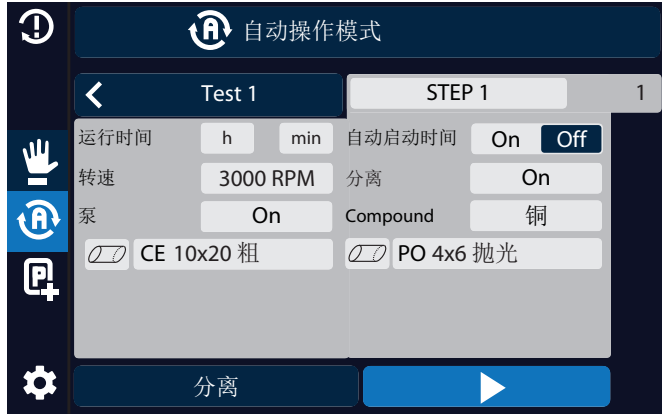 自动操作模式
Test 1
STEP 1
1
运行时间 h min
自动启动时间 On Off
转速 3000 RPM
分离 On
泵 On
Compound 铜
CE 10x20 粗
PO 4x6 抛光
分离